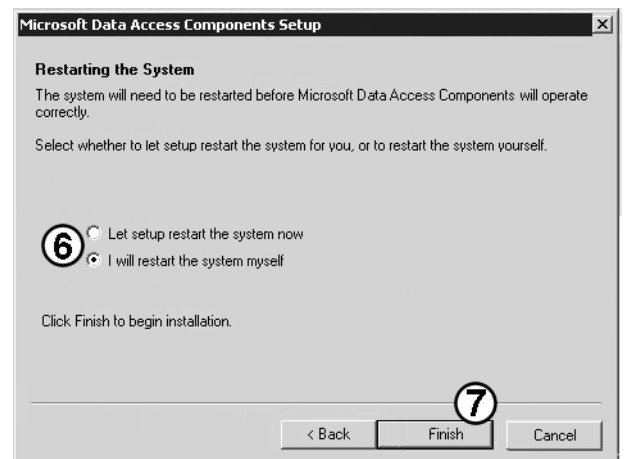 Microsoft Data Access Components Setup
Restarting the System
The system will need to be restarted before Microsoft Data Access Components will operate
correctly.
Select whether to let setup restart the system for you, or to restart the system yourself.
6
Let setup restart the system now
I will restart the system myself
Click Finish to begin installation.
7
< Back
Finish
Cancel